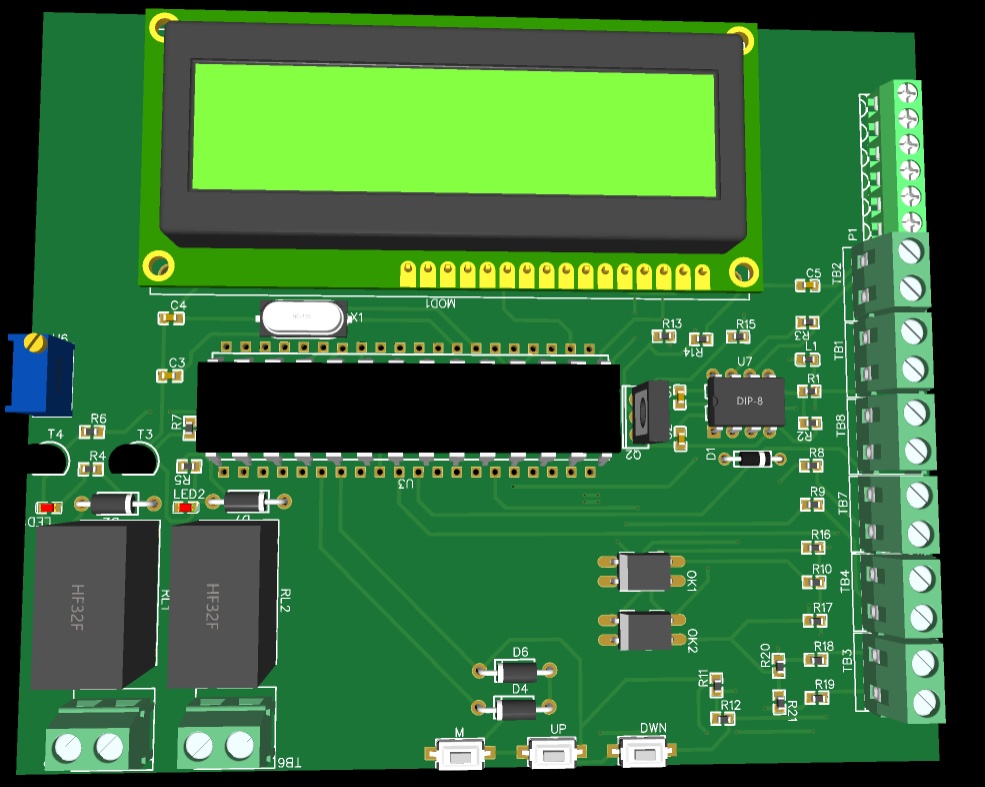 P1
TB2
C5
MOD1
C4
X1
R13
R14
R15
R3
TB1
L1
U7
C3
R1
DIP-8
R6
R7
R2
TB8
T4
T3
Q2
D1
R8
R4
R5
U3
LED2
R9
TB7
D7
R16
HF32F
HF32F
RL1
RL2
OK1
R10
TB4
OK2
R17
D6
R20
R18
TB3
R11
R19
D4
R12
R21
M
UP
DWN